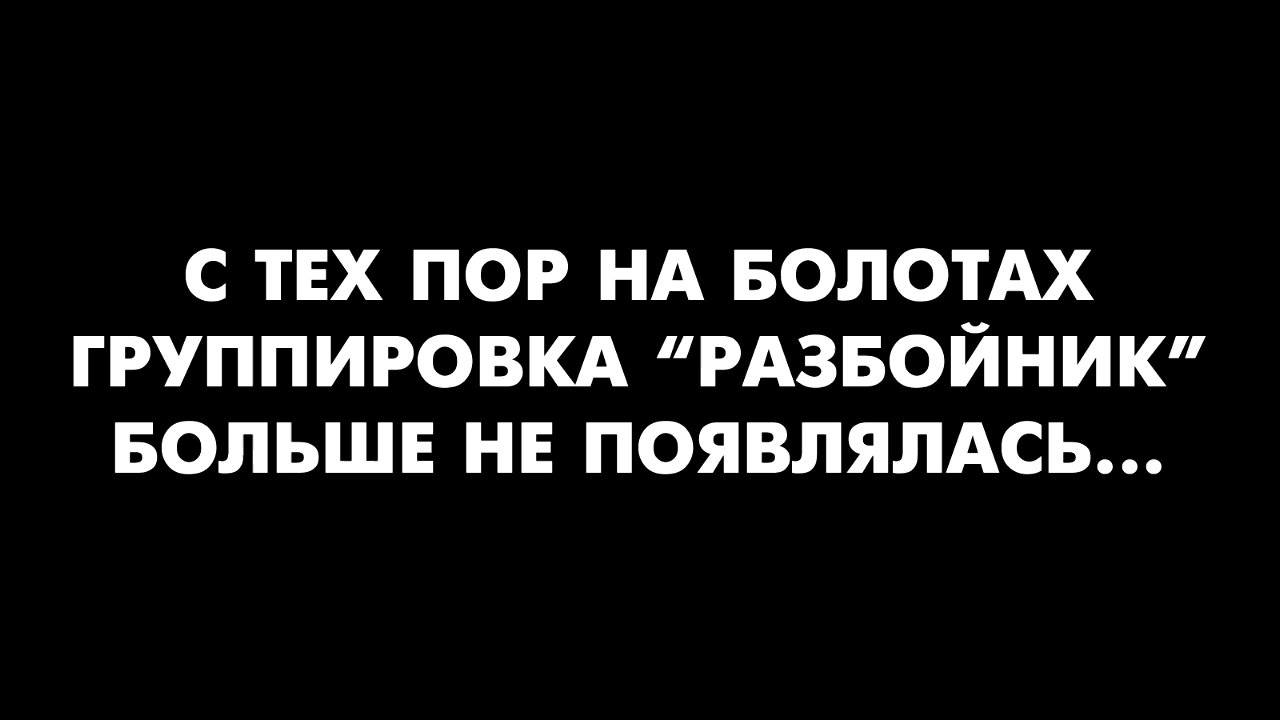 С ТЕХ ПОР НА БОЛОТАХ
ГРУППИРОВКА “РАЗБОЙНИК”
БОЛЬШЕ НЕ ПОЯВЛЯЛАСЬ...